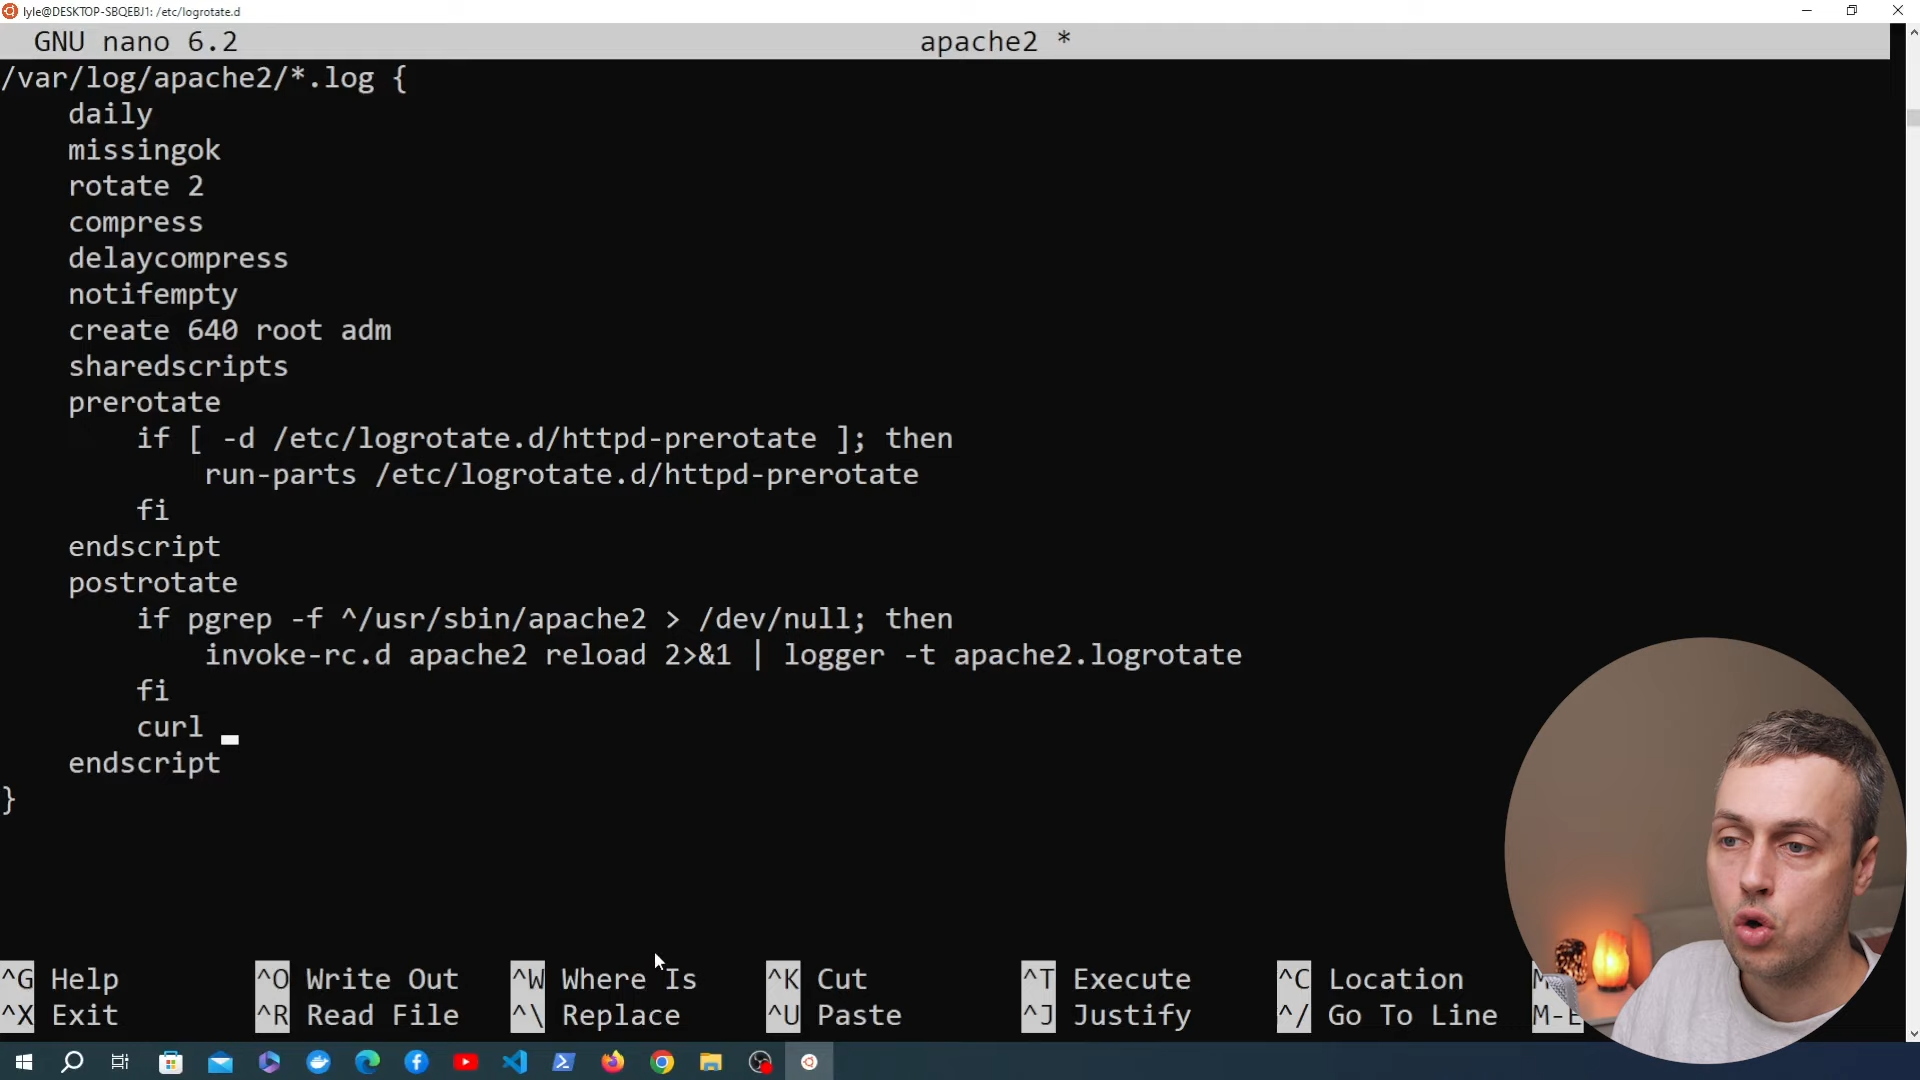 lyle@DESKTOP-SBQEBJ1: /etc/logrotate.d
GNU nano 6.2 apache2 *
/var/log/apache2/*.log {
    daily
    missingok
    rotate 2
    compress
    delaycompress
    notifempty
    create 640 root adm
    sharedscripts
    prerotate
        if [ -d /etc/logrotate.d/httpd-prerotate ]; then
            run-parts /etc/logrotate.d/httpd-prerotate
        fi
    endscript
    postrotate
        if pgrep -f ^/usr/sbin/apache2 > /dev/null; then
            invoke-rc.d apache2 reload 2>&1 | logger -t apache2.logrotate
        fi
        curl
    endscript
}
^G Help ^O Write Out ^W Where Is ^K Cut ^T Execute ^C Location
^X Exit ^R Read File ^\ Replace ^U Paste ^J Justify ^/ Go To Line M-E